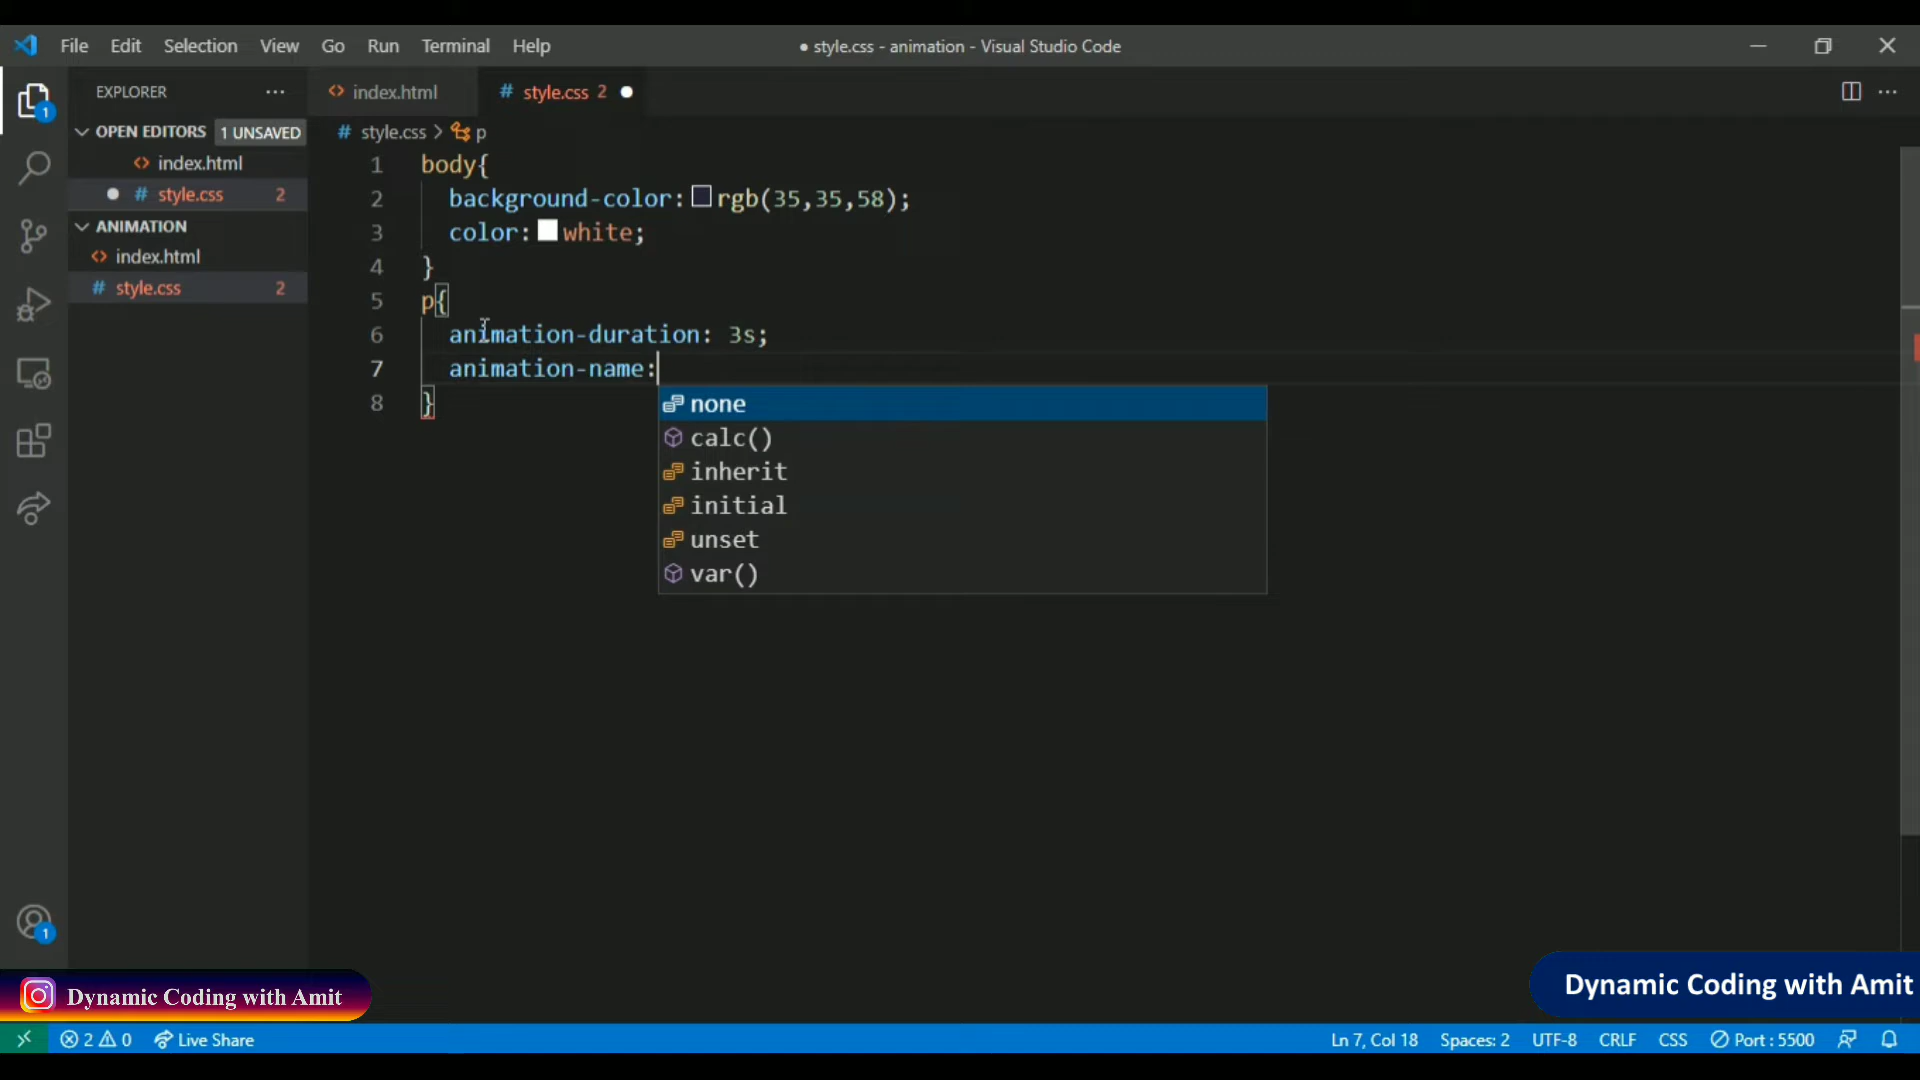 File Edit Selection View Go Run Terminal Help
● style.css - animation - Visual Studio Code
EXPLORER
index.html
style.css 2
OPEN EDITORS 1 UNSAVED
index.html
style.css 2
ANIMATION
index.html
style.css 2
style.css > p
1 body{
2 background-color: rgb(35,35,58);
3 color: white;
4 }
5 p{
6 animation-duration: 3s;
7 animation-name:
8 }
none
calc()
inherit
initial
unset
var()
1
1
Dynamic Coding with Amit
Dynamic Coding with Amit
2 0 Live Share
Ln 7, Col 18 Spaces: 2 UTF-8 CRLF CSS Port : 5500